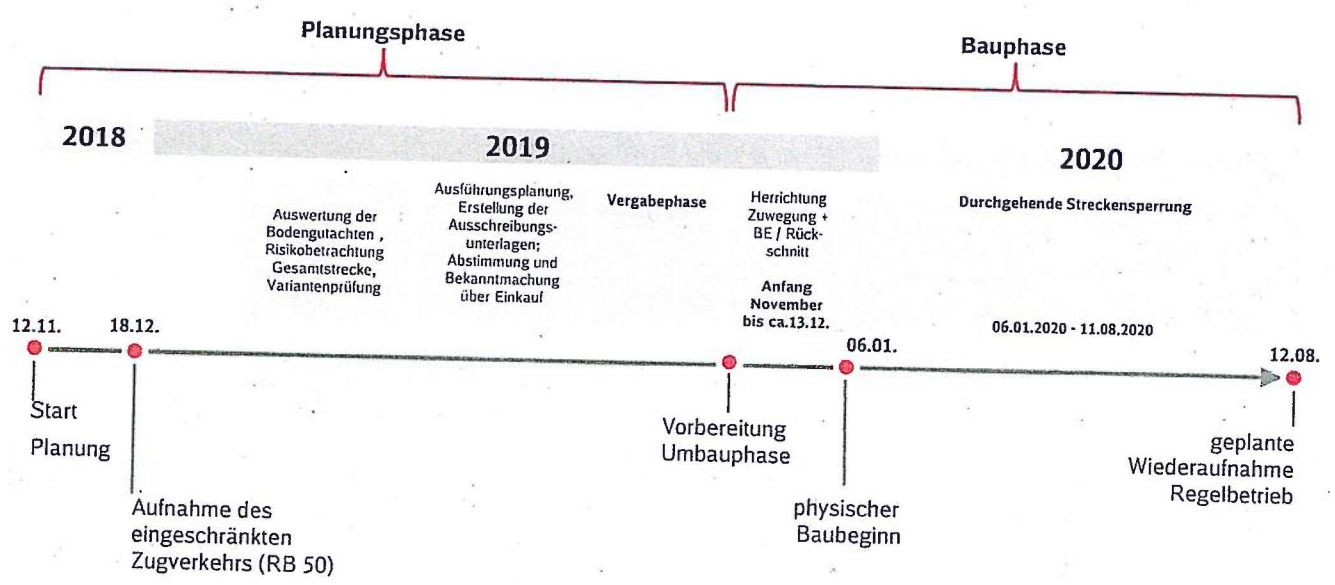 Planungsphase
Bauphase
2018
2019
2020
Auswertung der
Bodengutachten ,
Risikobetrachtung
Gesamtstrecke,
Variantenprüfung
Ausführungsplanung,
Erstellung der
Ausschreibungs-
unterlagen;
Abstimmung und
Bekanntmachung
über Einkauf
Vergabephase
Herrichtung
Zuwegung +
BE / Rück-
schnitt
Anfang
November
bis ca.13.12.
Durchgehende Streckensperrung
06.01.2020 - 11.08.2020
12.11.
18.12.
06.01.
12.08.
Start
Planung
Aufnahme des
eingeschränkten
Zugverkehrs (RB 50)
Vorbereitung
Umbauphase
physischer
Baubeginn
geplante
Wiederaufnahme
Regelbetrieb